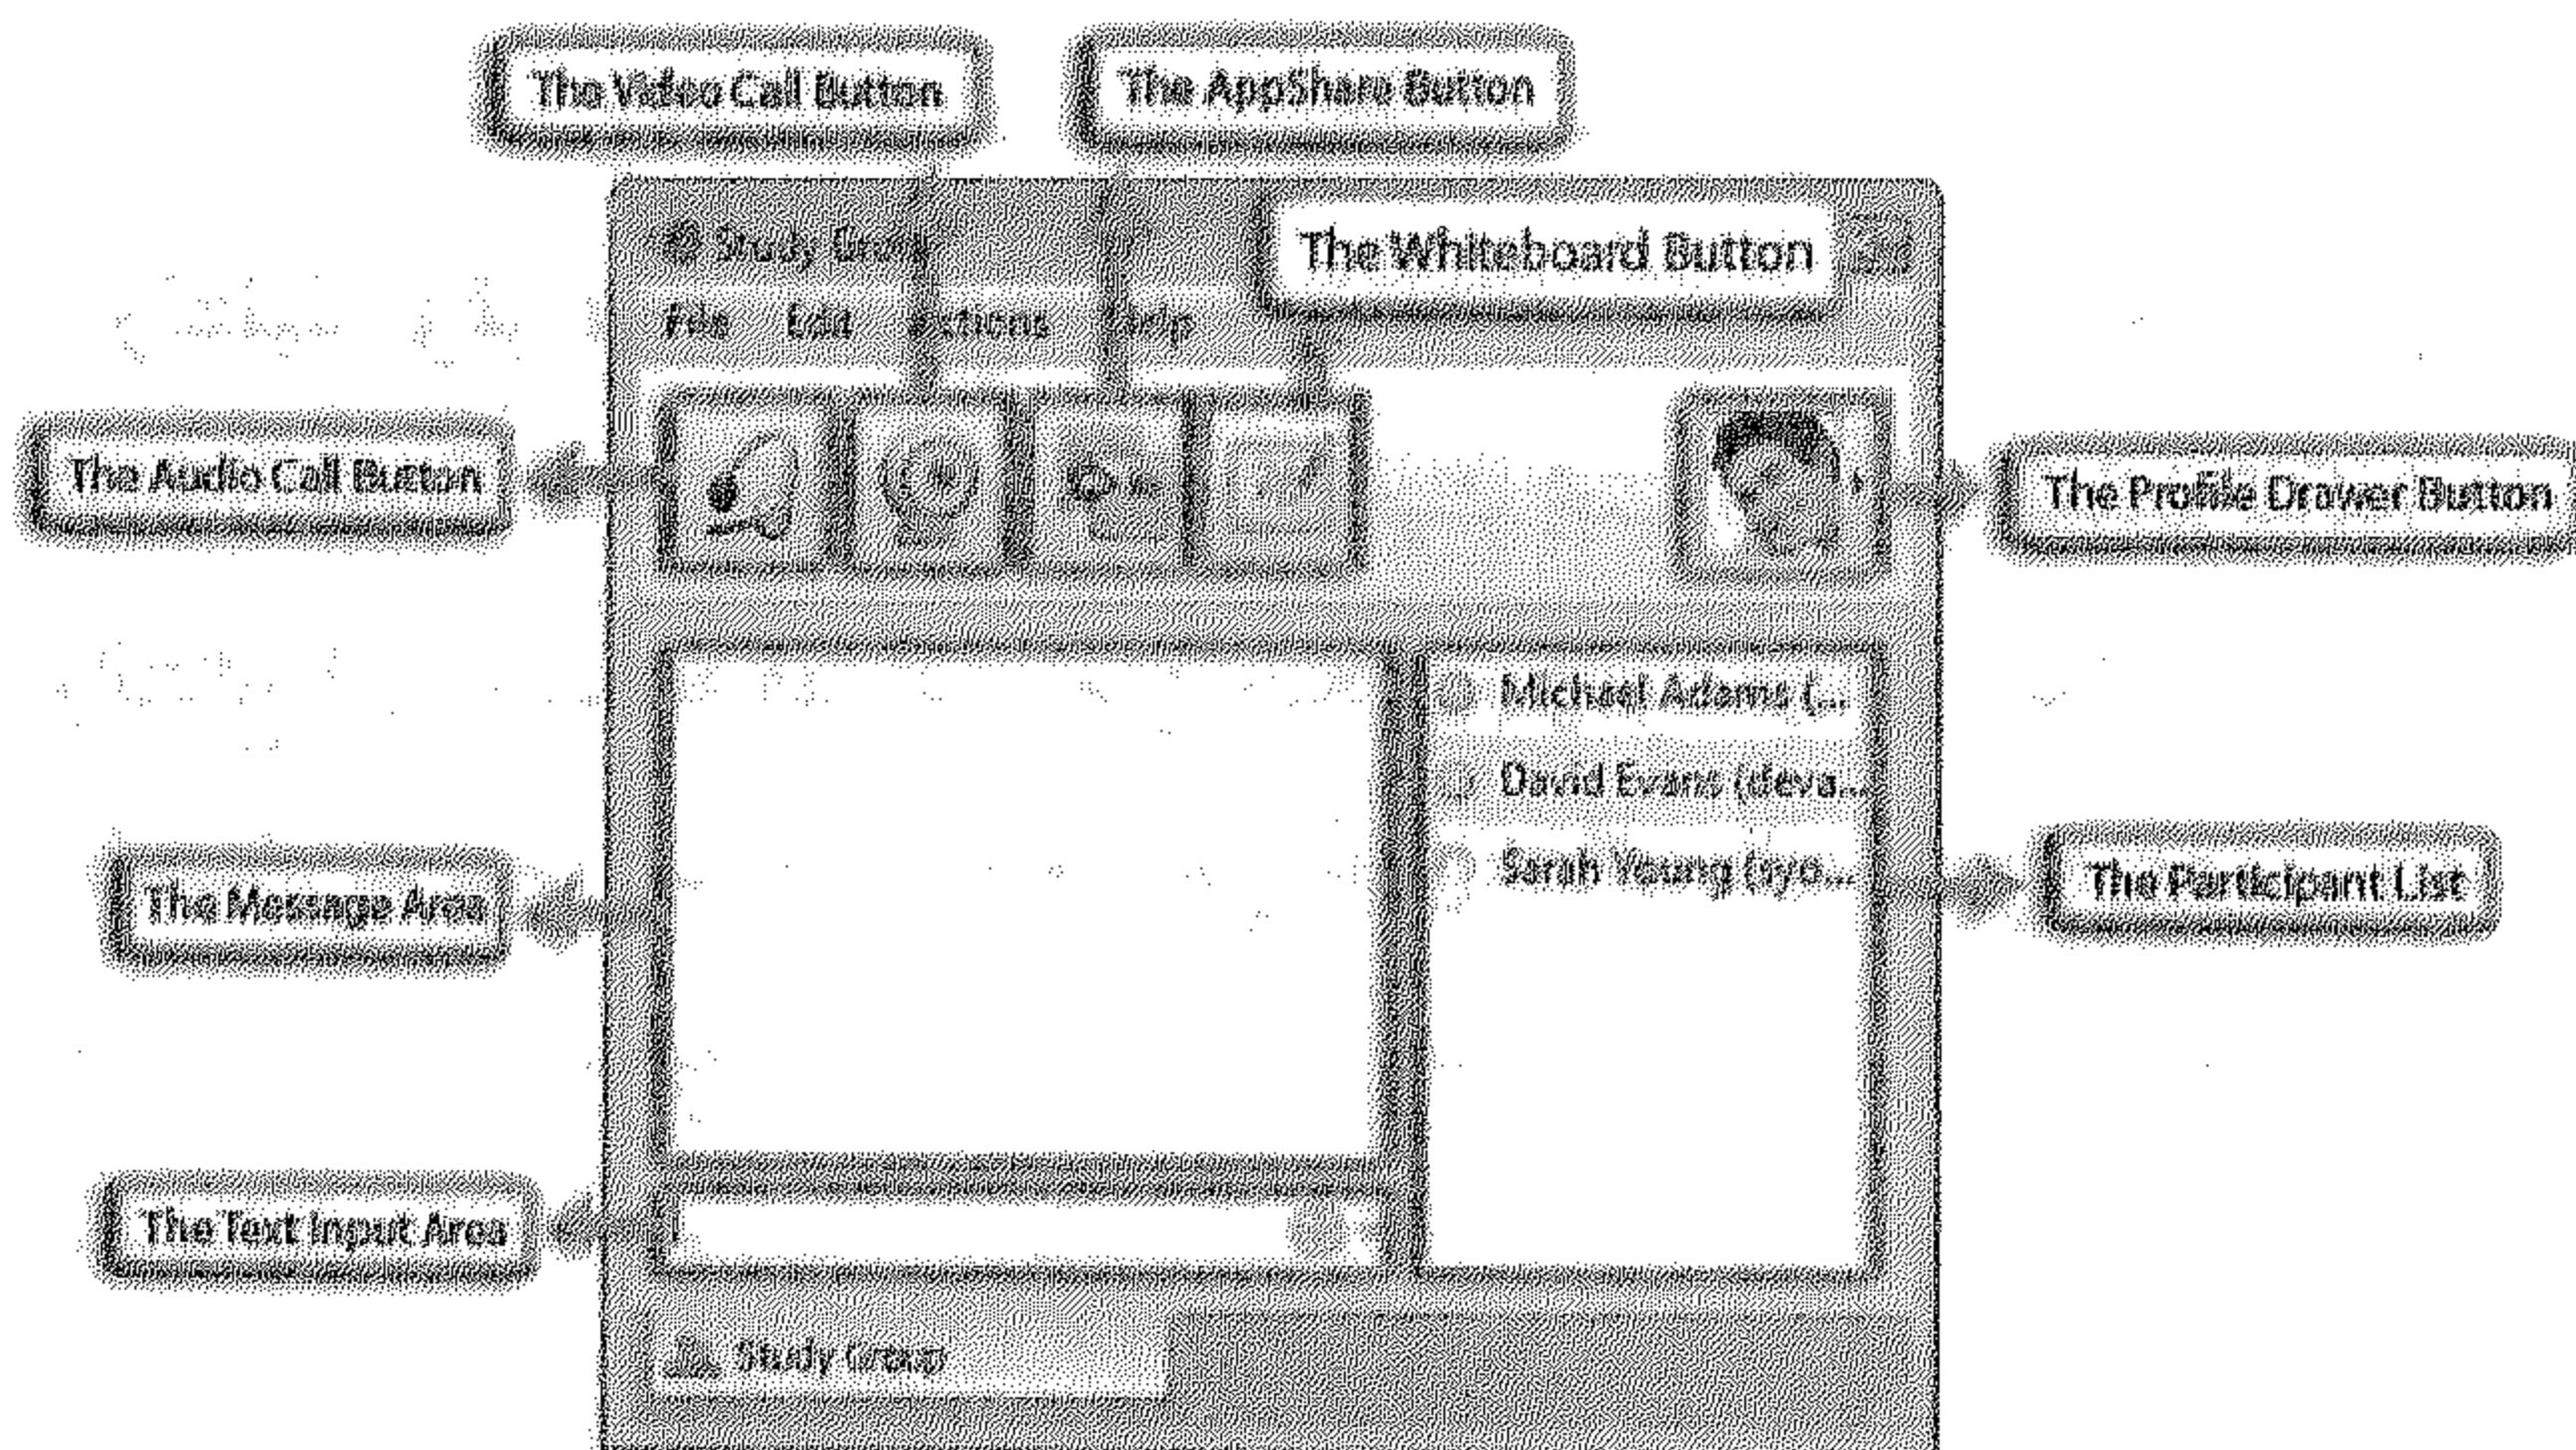 The Video Call Button
The AppShare Button
Study Group
The Whiteboard Button
File Edit Actions Help
The Audio Call Button
The Profile Drawer Button
Michael Adams (...
David Evans (deva...
Sarah Young (syo...
The Message Area
The Participant List
The Text Input Area
Study Group